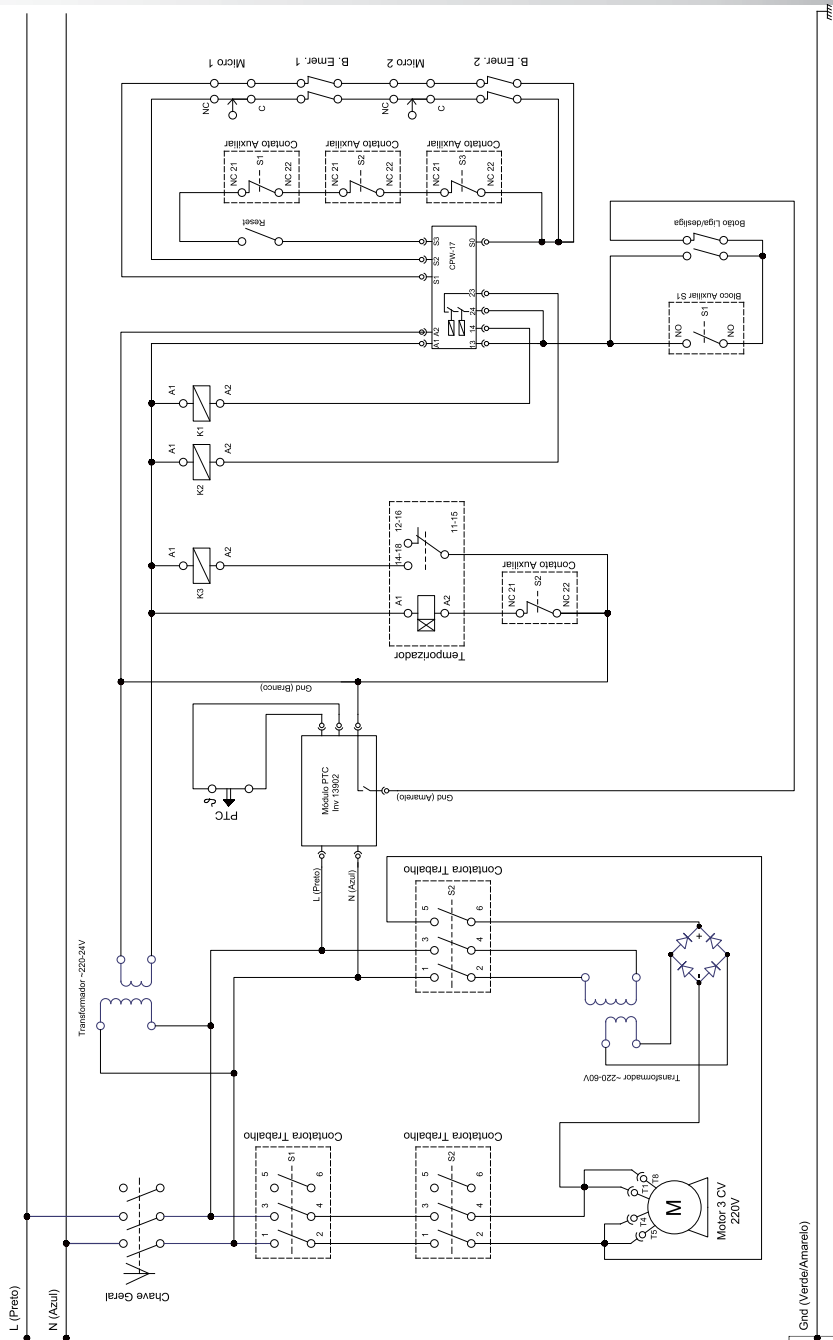 Micro 1
B. Emer. 1
Micro 2
B. Emer. 2
NC
C
NC
C
Contato Auxiliar
Contato Auxiliar
Contato Auxiliar
NC 21
S1
NC 22
NC 21
S2
NC 22
NC 21
S3
NC 22
Reset
S3
S2
S1
A2
A1
CPW-17
S0
23
24
14
13
Botão Liga/desliga
Bloco Auxiliar S1
NO
S1
NO
A1
K1
A2
A1
K2
A2
A1
K3
A2
12-16
14-18
11-15
A1
A2
Temporizador
Contato Auxiliar
NC 21
S2
NC 22
Gnd (Branco)
PTC
Módulo PTC
Inv 13902
Gnd (Amarelo)
L (Preto)
N (Azul)
Contatora Trabalho
S2
5
6
3
4
1
2
Transformador ~220-24V
+
-
Transformador ~220-60V
Contatora Trabalho
S1
5
6
3
4
1
2
Contatora Trabalho
S2
5
6
3
4
1
2
T8
T1
T4
T5
M
Motor 3 CV
220V
Chave Geral
L (Preto)
N (Azul)
Gnd (Verde/Amarelo)